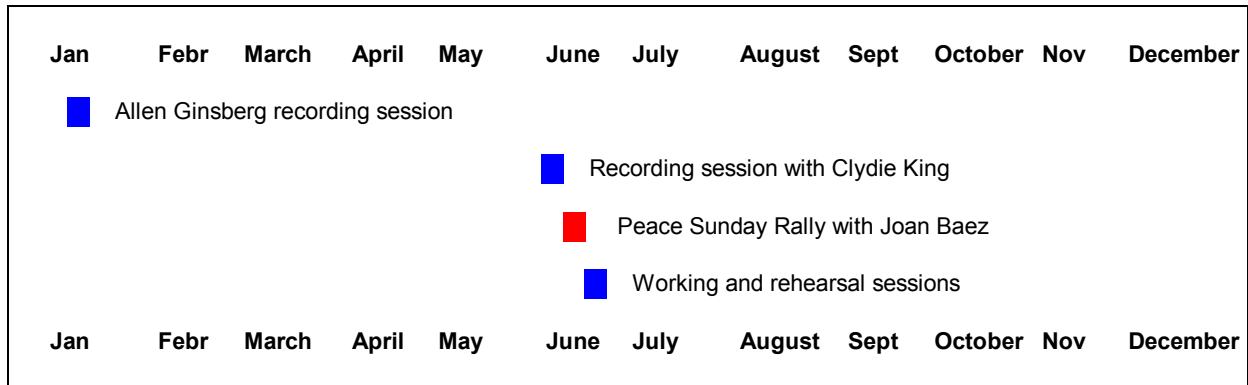 Jan Febr March April May June July August Sept October Nov December
Allen Ginsberg recording session
Recording session with Clydie King
Peace Sunday Rally with Joan Baez
Working and rehearsal sessions
Jan Febr March April May June July August Sept October Nov December